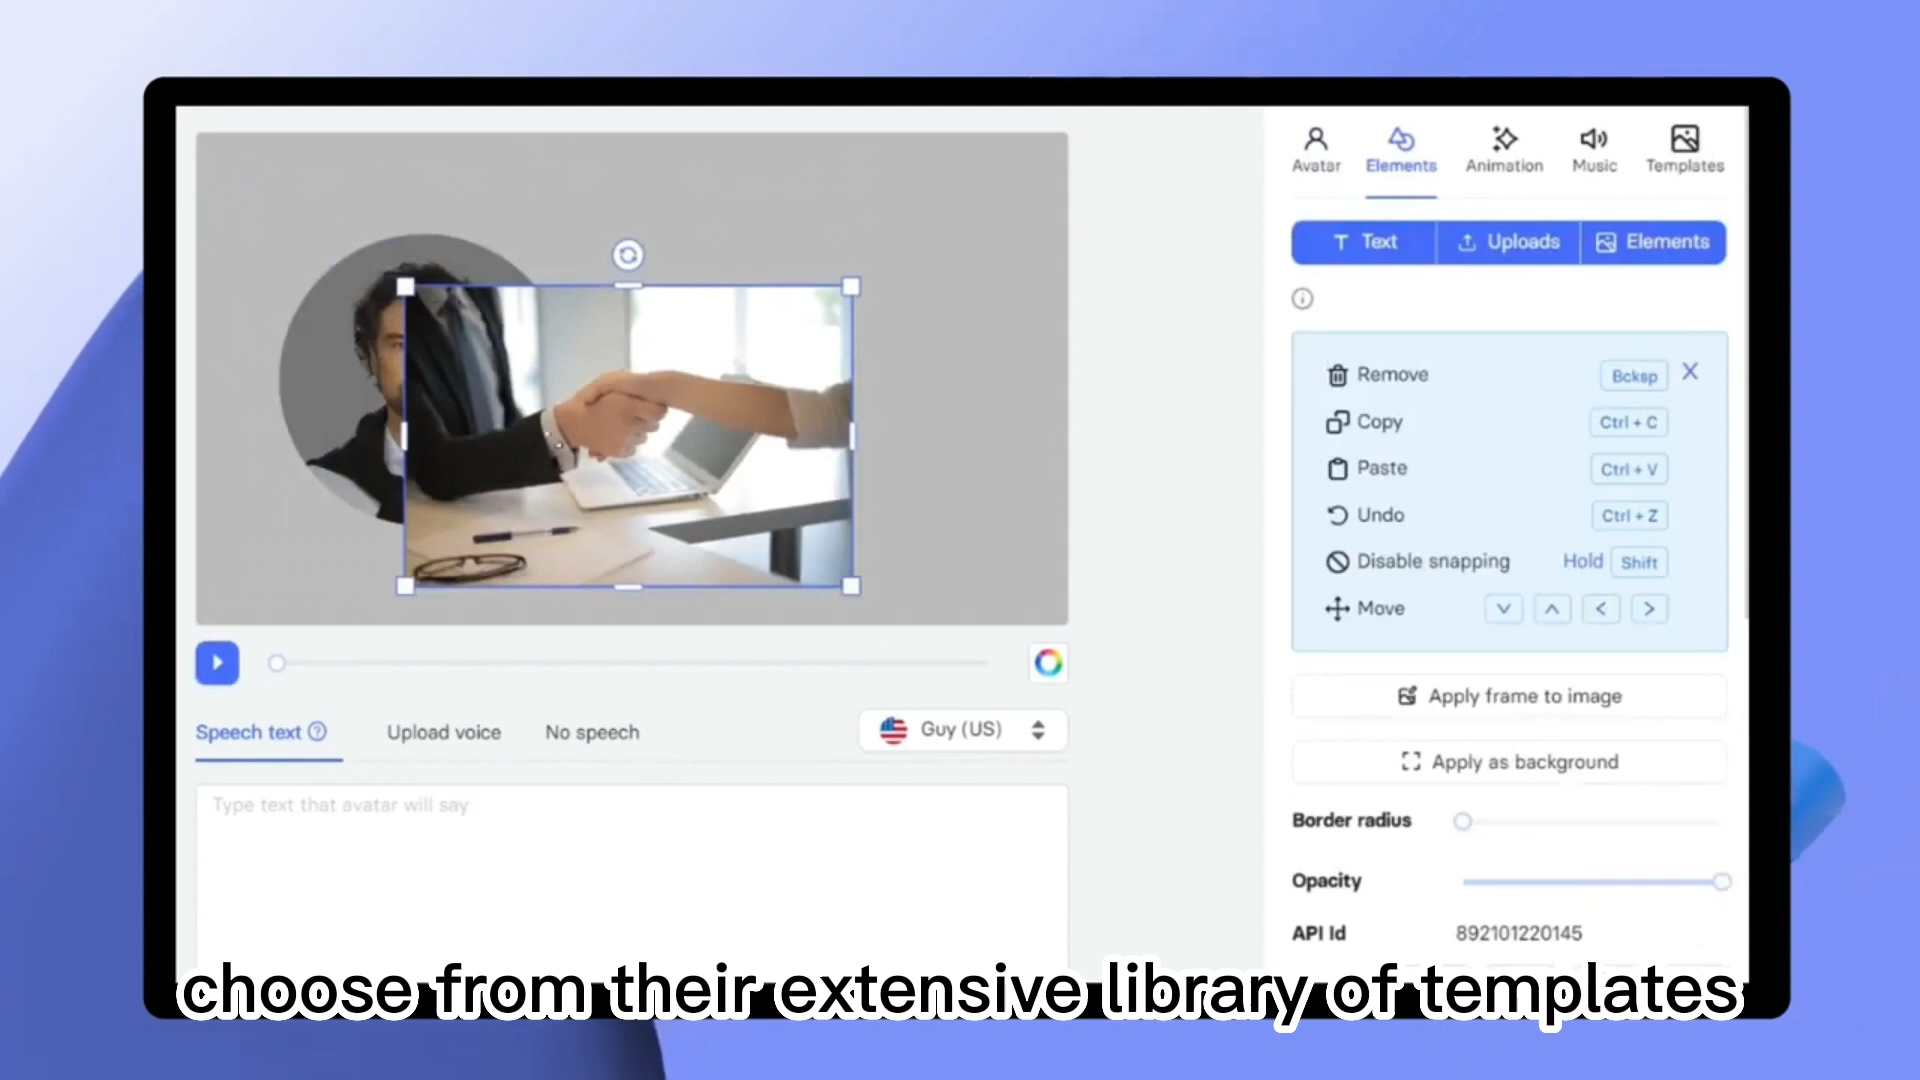 Avatar
Elements
Animation
Music
Templates
Text
Uploads
Elements
Remove Bcksp X
Copy Ctrl + C
Paste Ctrl + V
Undo Ctrl + Z
Disable snapping Hold Shift
Move
Apply frame to image
Apply as background
Border radius
Opacity
API Id 892101220145
Speech text
Upload voice
No speech
Guy (US)
Type text that avatar will say
choose from their extensive library of templates